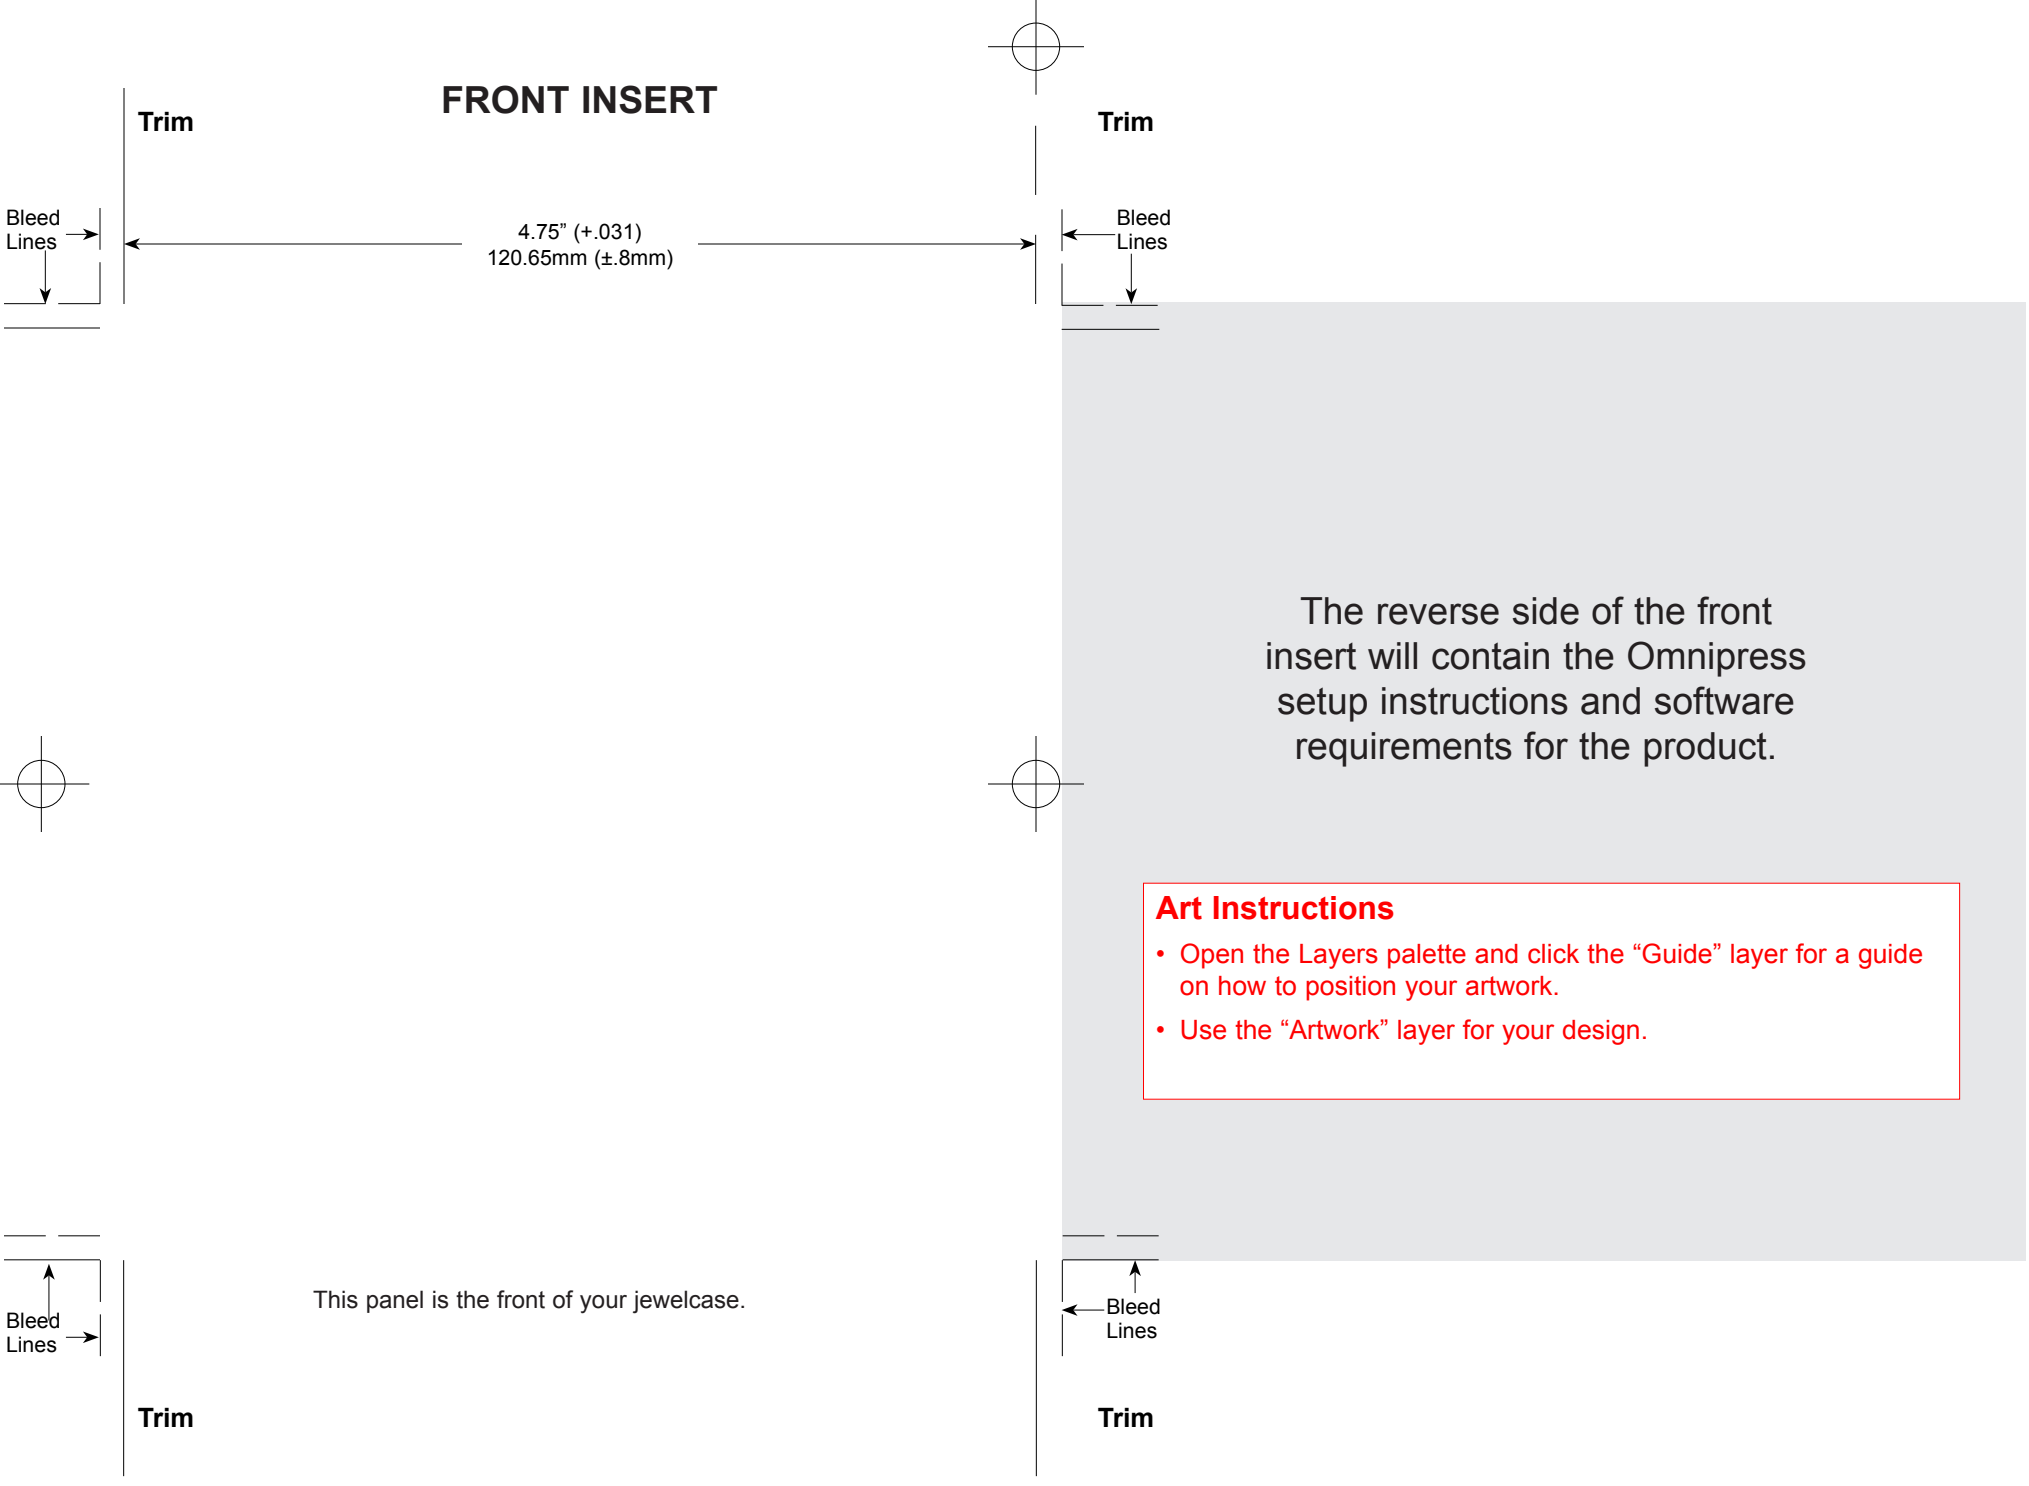 FRONT INSERT
Trim
Trim
Bleed
Lines
4.75” (+.031)
120.65mm (±.8mm)
Bleed
Lines
The reverse side of the front
insert will contain the Omnipress
setup instructions and software
requirements for the product.
Art Instructions
• Open the Layers palette and click the “Guide” layer for a guide
on how to position your artwork.
• Use the “Artwork” layer for your design.
This panel is the front of your jewelcase.
Bleed
Lines
Bleed
Lines
Trim
Trim